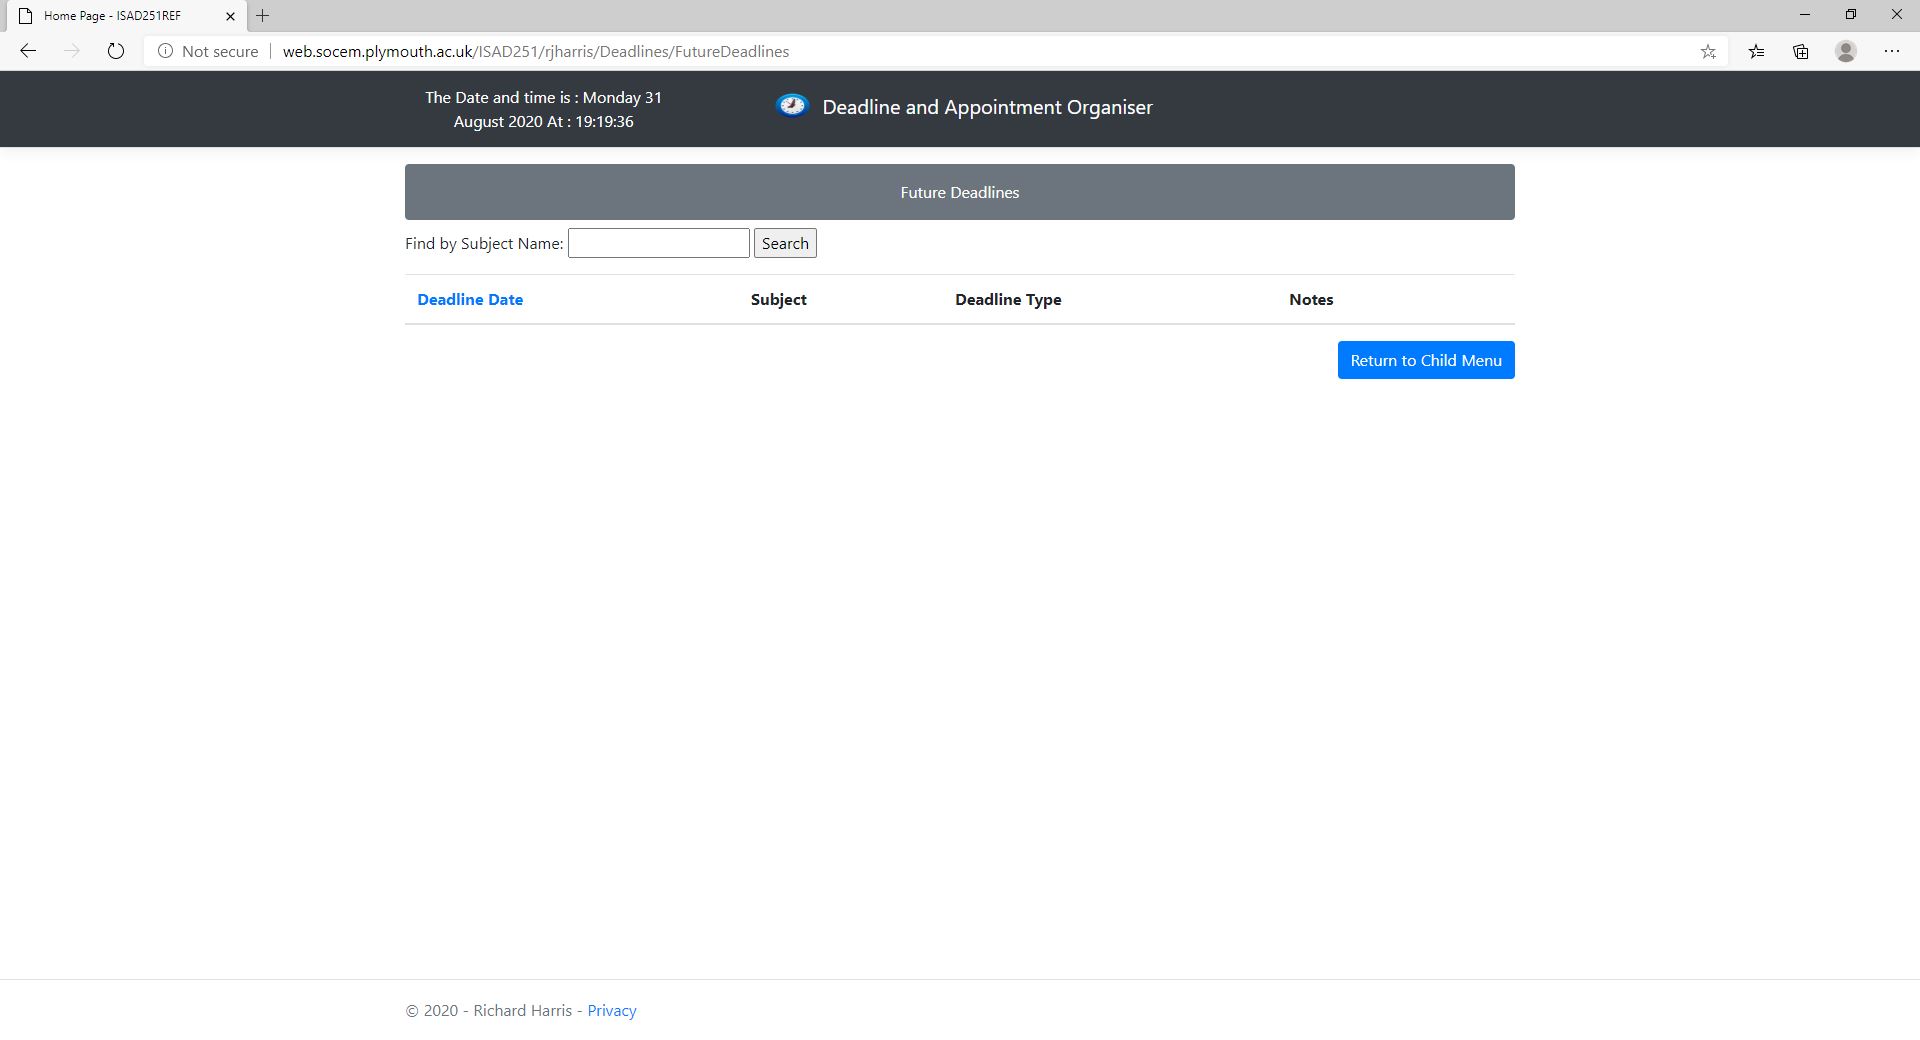 Home Page - ISAD251REF
Not secure
web.socem.plymouth.ac.uk/ISAD251/rjharris/Deadlines/FutureDeadlines
The Date and time is : Monday 31
August 2020 At : 19:19:36
Deadline and Appointment Organiser
Future Deadlines
Find by Subject Name: Search
Deadline Date Subject Deadline Type Notes
Return to Child Menu
© 2020 - Richard Harris - Privacy